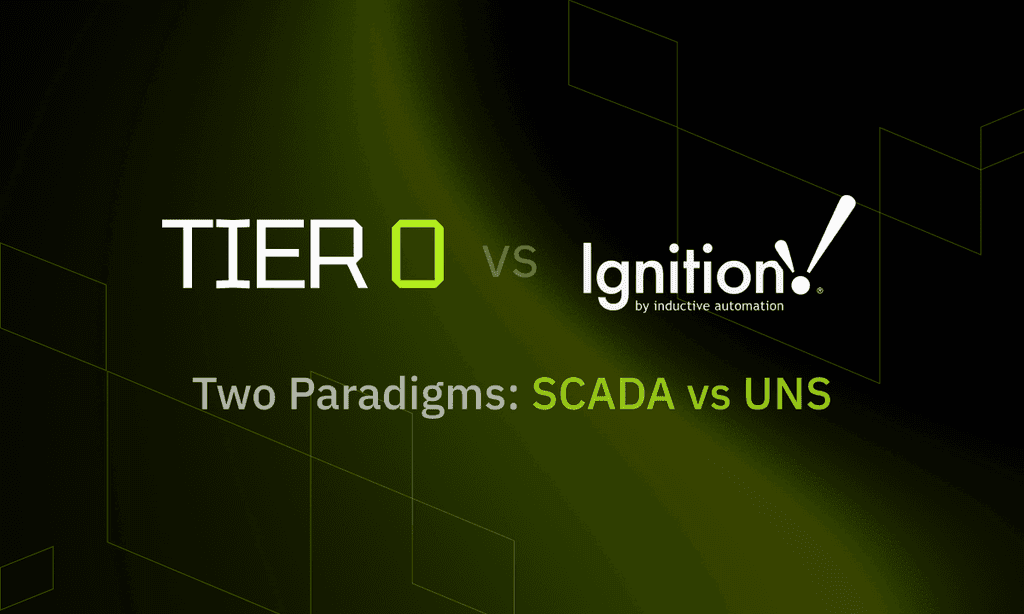 TIER 0 vs Ignition!®
by inductive automation
Two Paradigms: SCADA vs UNS